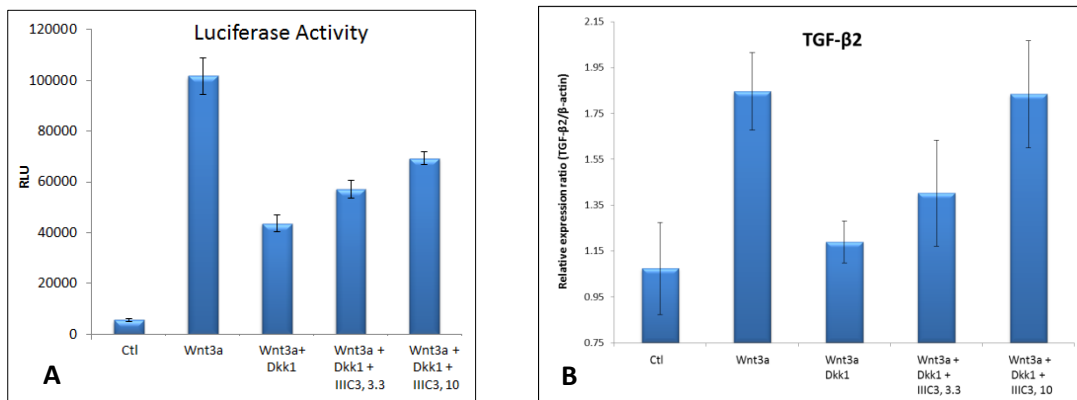 Luciferase Activity
120000
100000
80000
60000
40000
20000
0
RLU
Ctl
Wnt3a
Wnt3a+
Dkk1
Wnt3a +
Dkk1 +
IIIC3, 3.3
Wnt3a +
Dkk1 +
IIIC3, 10
A
TGF-β2
2.15
1.95
1.75
1.55
1.35
1.15
0.95
0.75
Relative expression ratio (TGF-β2/β-actin)
Ctl
Wnt3a
Wnt3a
Dkk1
Wnt3a +
Dkk1 +
IIIC3, 3.3
Wnt3a +
Dkk1 +
IIIC3, 10
B